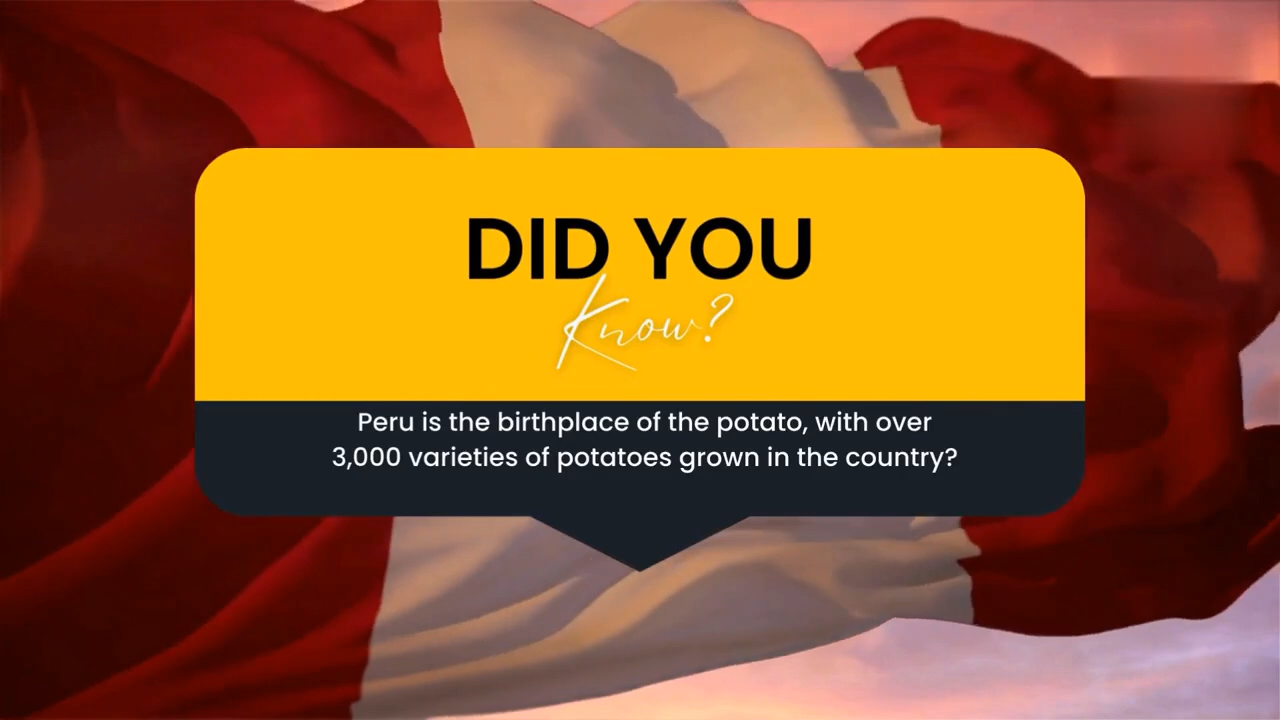 DID YOU
Know?
Peru is the birthplace of the potato, with over
3,000 varieties of potatoes grown in the country?